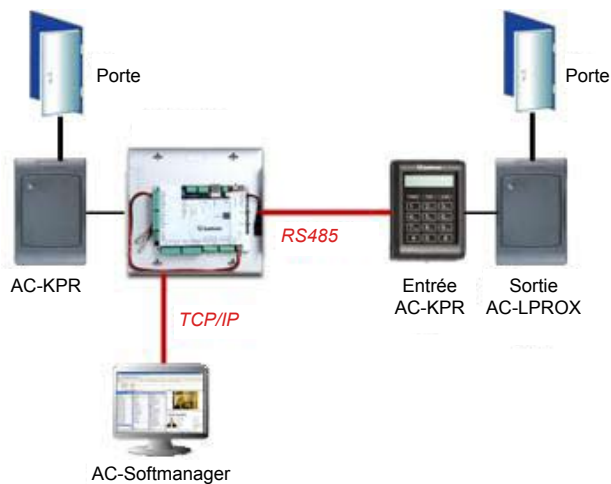 Porte
Porte
RS485
AC-KPR
Entrée
AC-KPR
Sortie
AC-LPROX
TCP/IP
AC-Softmanager